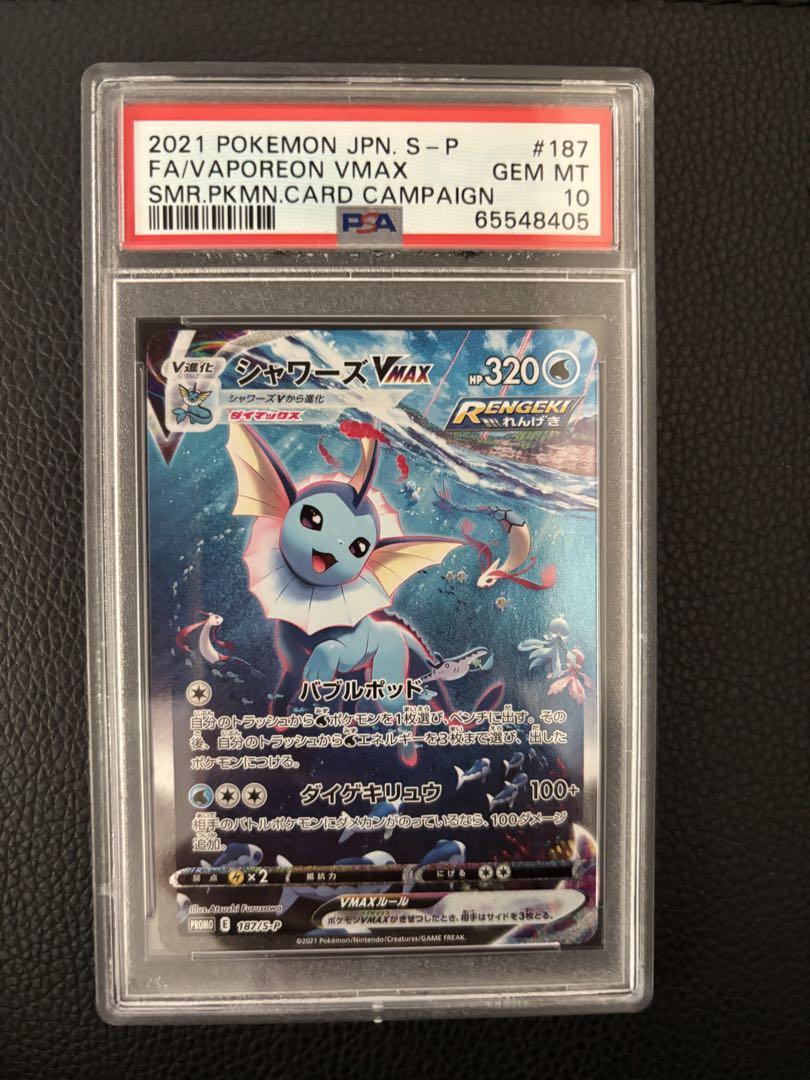 2021 POKEMON JPN. S-P #187
FA/VAPOREON VMAX GEM MT
SMR.PKMN.CARD CAMPAIGN 10
PSA 65548405
V進化 シャワーズVMAX HP320
シャワーズVから進化
ダイマックス
RENGEKI
れんげき
バブルポッド
自分のトラッシュからポケモンを1枚選び、ベンチに出す。その
後、自分のトラッシュからエネルギーを3枚まで選び、出した
ポケモンにつける。
ダイゲキリュウ 100+
相手のバトルポケモンにダメカンがのっているなら、100ダメージ
追加。
弱点 ×2 抵抗力 にげる
VMAXルール
ポケモンVMAXがきぜつしたとき、相手はサイドを3枚とる。
Illus.Atsushi Furusawa
PROMO E 187/S-P
©2021 Pokémon/Nintendo/Creatures/GAME FREAK.